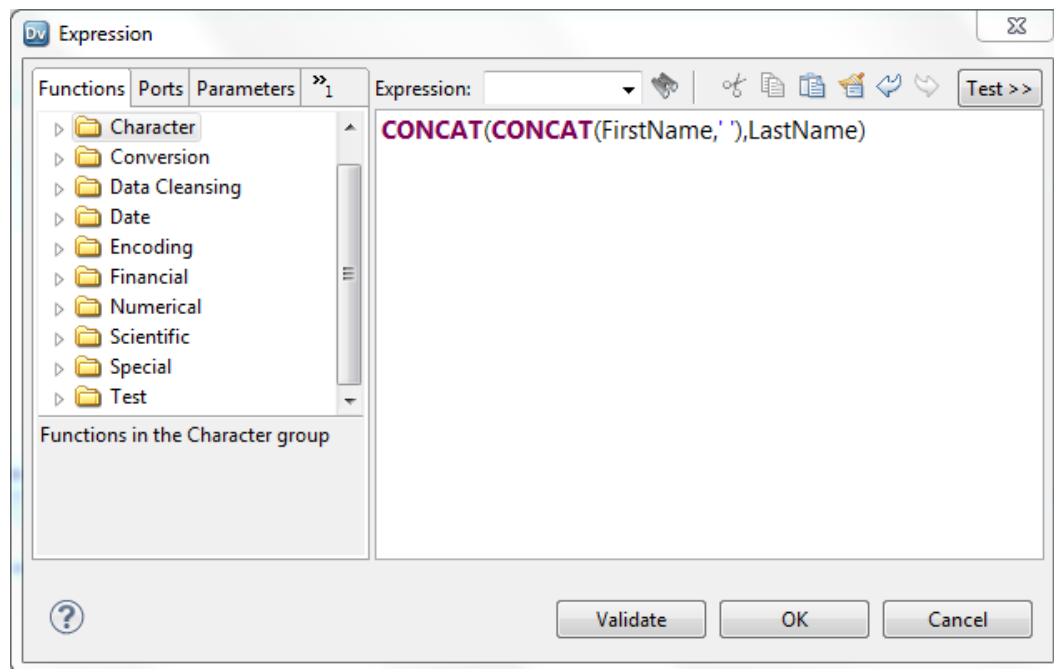 Dv Expression
Functions Ports Parameters »1
Expression:
Test >>
Character
Conversion
Data Cleansing
Date
Encoding
Financial
Numerical
Scientific
Special
Test
Functions in the Character group
CONCAT(CONCAT(FirstName,' '),LastName)
?
Validate
OK
Cancel